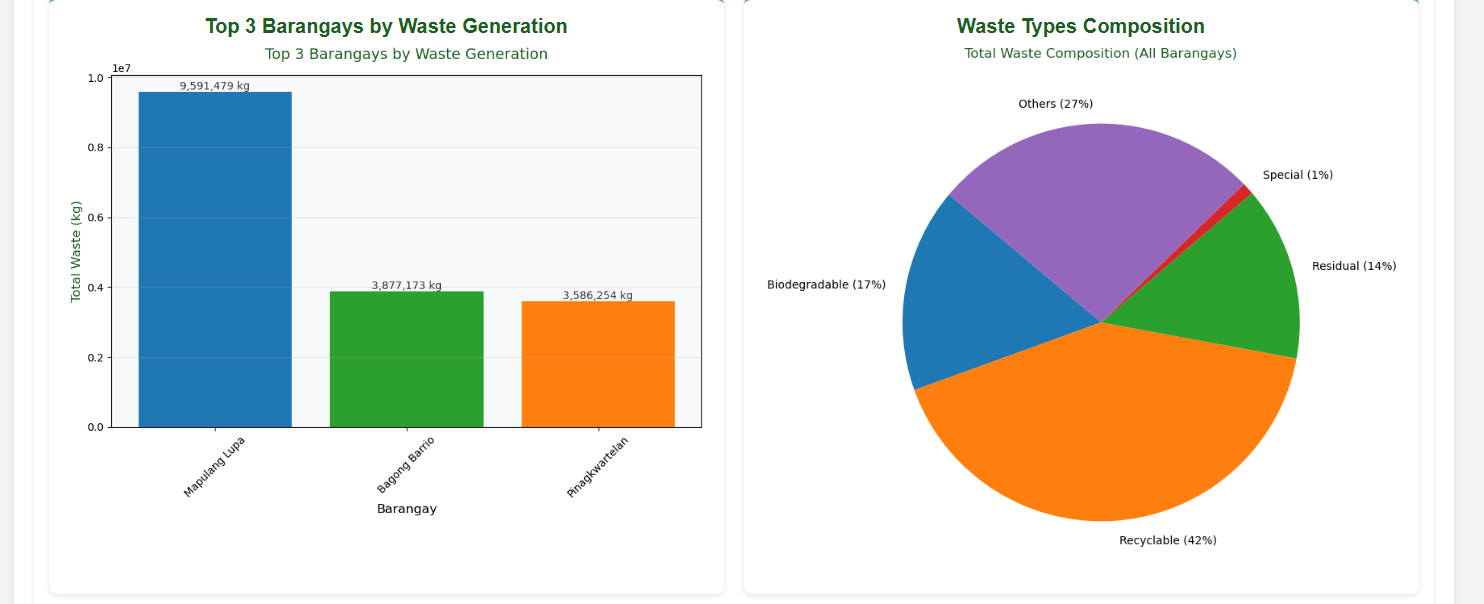 Top 3 Barangays by Waste Generation
Top 3 Barangays by Waste Generation
1e7
1.0
0.8
0.6
0.4
0.2
0.0
Total Waste (kg)
9,591,479 kg
3,877,173 kg
3,586,254 kg
Mapulang Lupa
Bagong Barrio
Pinagkwartelan
Barangay
Waste Types Composition
Total Waste Composition (All Barangays)
Others (27%)
Special (1%)
Residual (14%)
Biodegradable (17%)
Recyclable (42%)